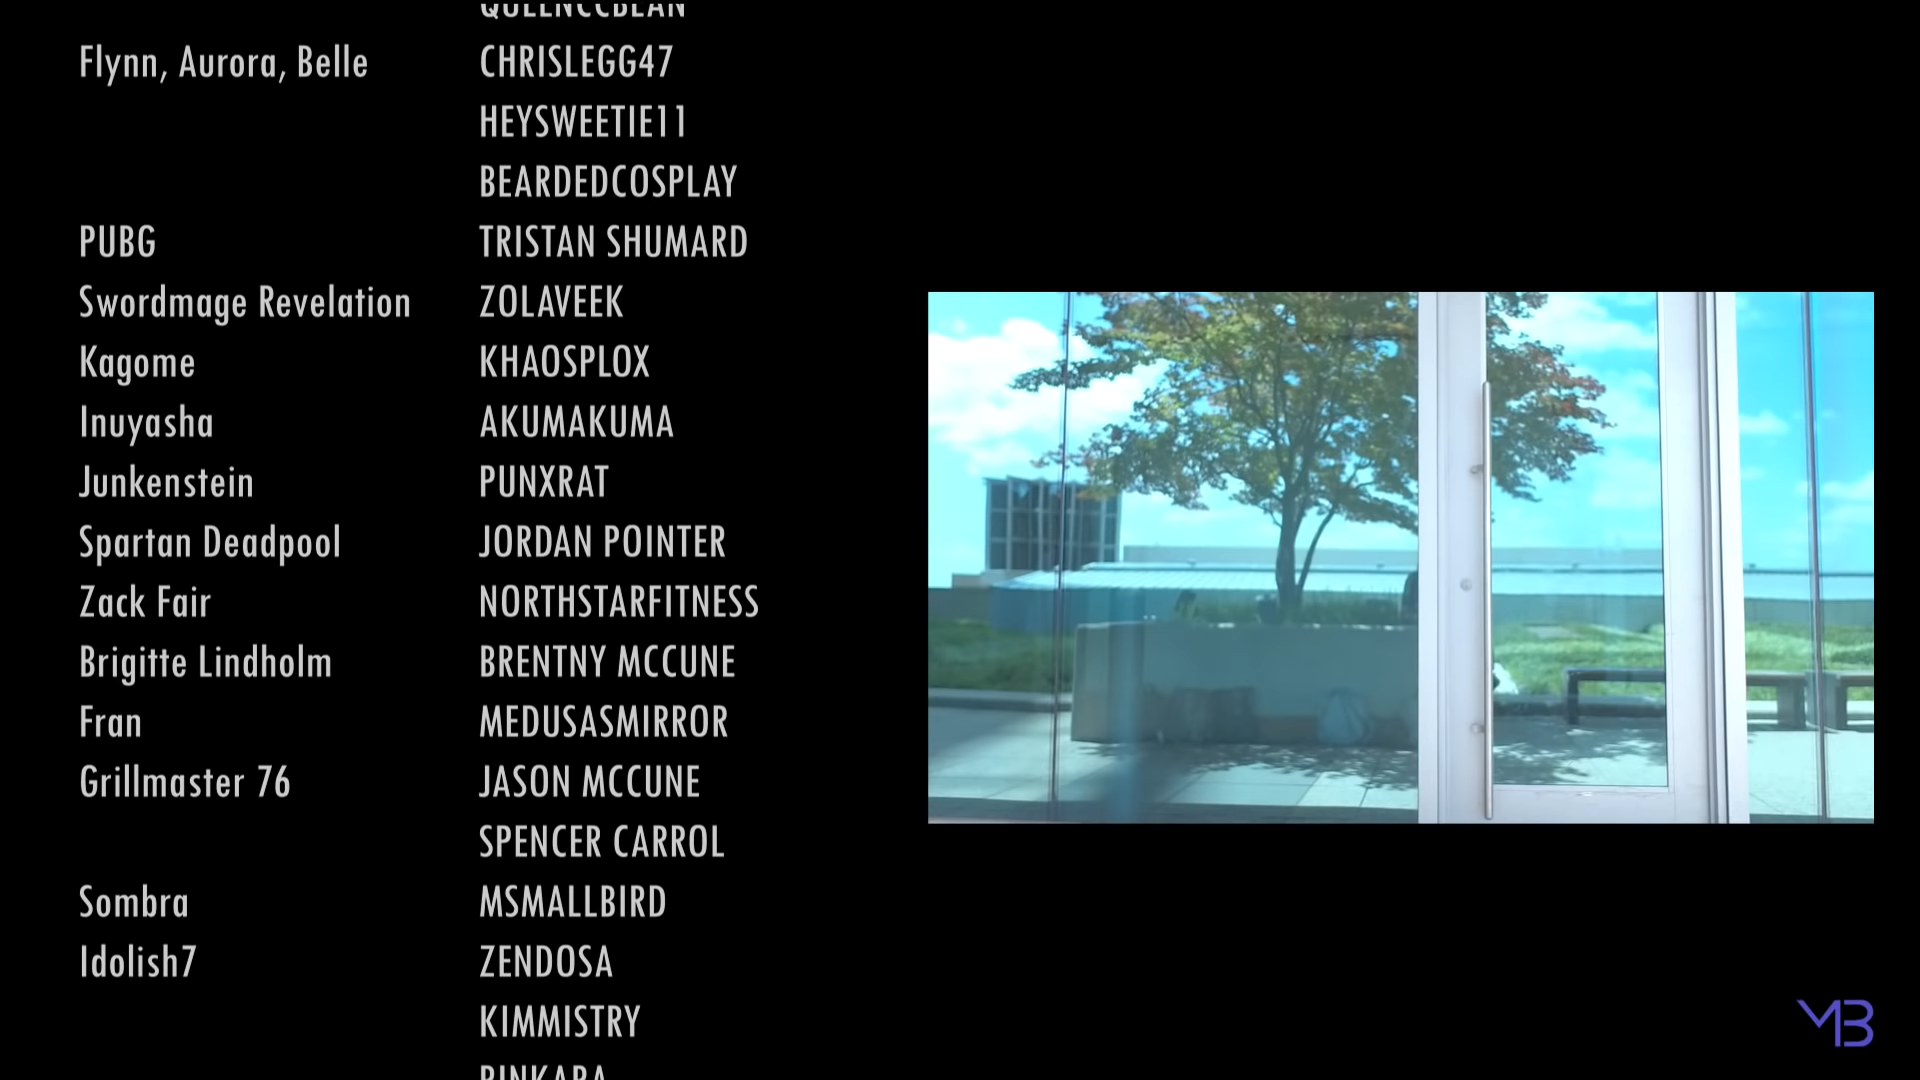 Flynn, Aurora, Belle CHRISLEGG47
HEYSWEETIE11
BEARDEDCOSPLAY
PUBG TRISTAN SHUMARD
Swordmage Revelation ZOLAVEEK
Kagome KHAOSPLOX
Inuyasha AKUMAKUMA
Junkenstein PUNXRAT
Spartan Deadpool JORDAN POINTER
Zack Fair NORTHSTARFITNESS
Brigitte Lindholm BRENTNY MCCUNE
Fran MEDUSASMIRROR
Grillmaster 76 JASON MCCUNE
SPENCER CARROL
Sombra MSMALLBIRD
Idolish7 ZENDOSA
KIMMISTRY